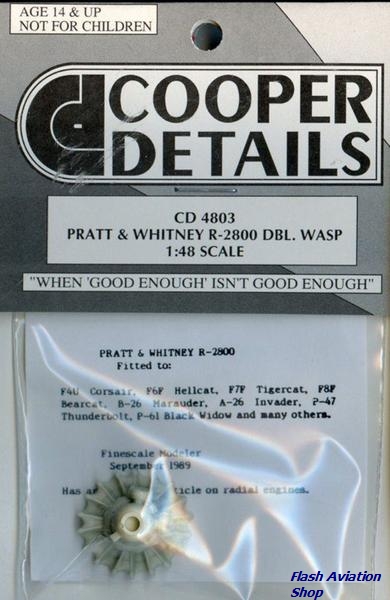 AGE 14 & UP
NOT FOR CHILDREN
cd COOPER
DETAILS
CD 4803
PRATT & WHITNEY R-2800 DBL. WASP
1:48 SCALE
"WHEN 'GOOD ENOUGH' ISN'T GOOD ENOUGH"
PRATT & WHITNEY R-2800
Fitted to:
F4U Corsair, F6F Hellcat, F7F Tigercat, F8F
Bearcat, B-26 Marauder, A-26 Invader, P-47
Thunderbolt, P-61 Black Widow and many others.
Finescale Modeler
September 1989
Has on radial engines.
Flash Aviation
Shop